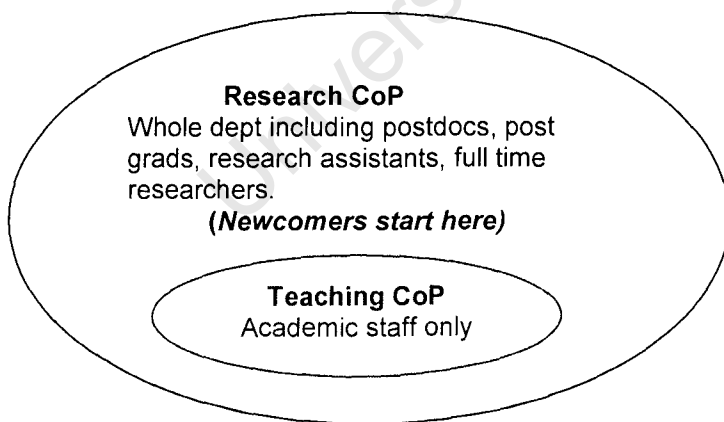 Univers
Research CoP
Whole dept including postdocs, post
grads, research assistants, full time
researchers.
(Newcomers start here)
Teaching CoP
Academic staff only